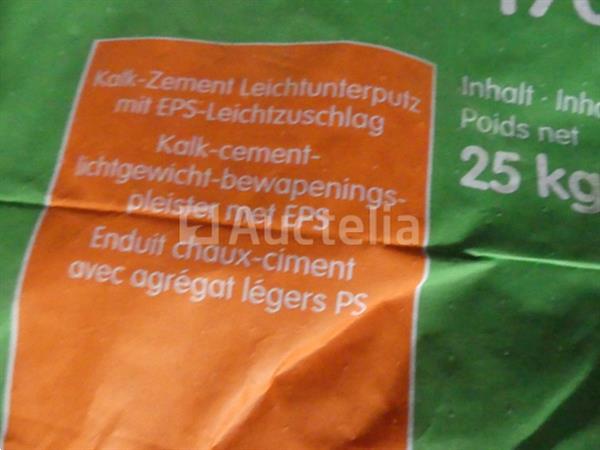 Kalk-Zement Leichtunterputz
mit EPS-Leichtzuschlag
Kalk-cement-
lichtgewicht-bewapenings-
pleister met EPS
Enduit chaux-ciment
avec agrégat légers PS
Inhalt · Inho
Poids net
25 kg
Auctelia